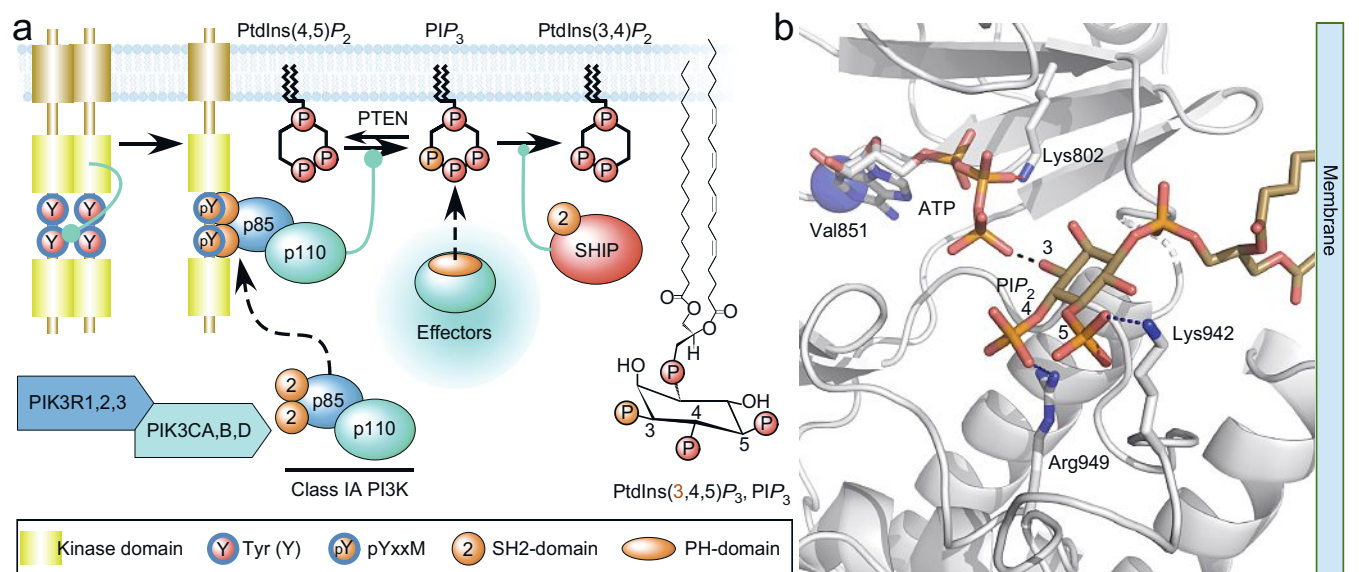 a
PtdIns(4,5)P2
PIP3
PtdIns(3,4)P2
PTEN
P
P
P
P
P
P
P
P
P
P
Y
Y
Y
Y
pY
pY
p85
p110
2
SHIP
Effectors
PIK3R1,2,3
PIK3CA,B,D
2
2
p85
p110
Class IA PI3K
O
O
O
O
H
HO
P
OH
P
3
4
5
P
P
PtdIns(3,4,5)P3, PIP3
Kinase domain
Y
Tyr (Y)
pY
pYxxM
2
SH2-domain
PH-domain
b
Lys802
ATP
Val851
3
PIP2
4
5
Lys942
Arg949
Membrane